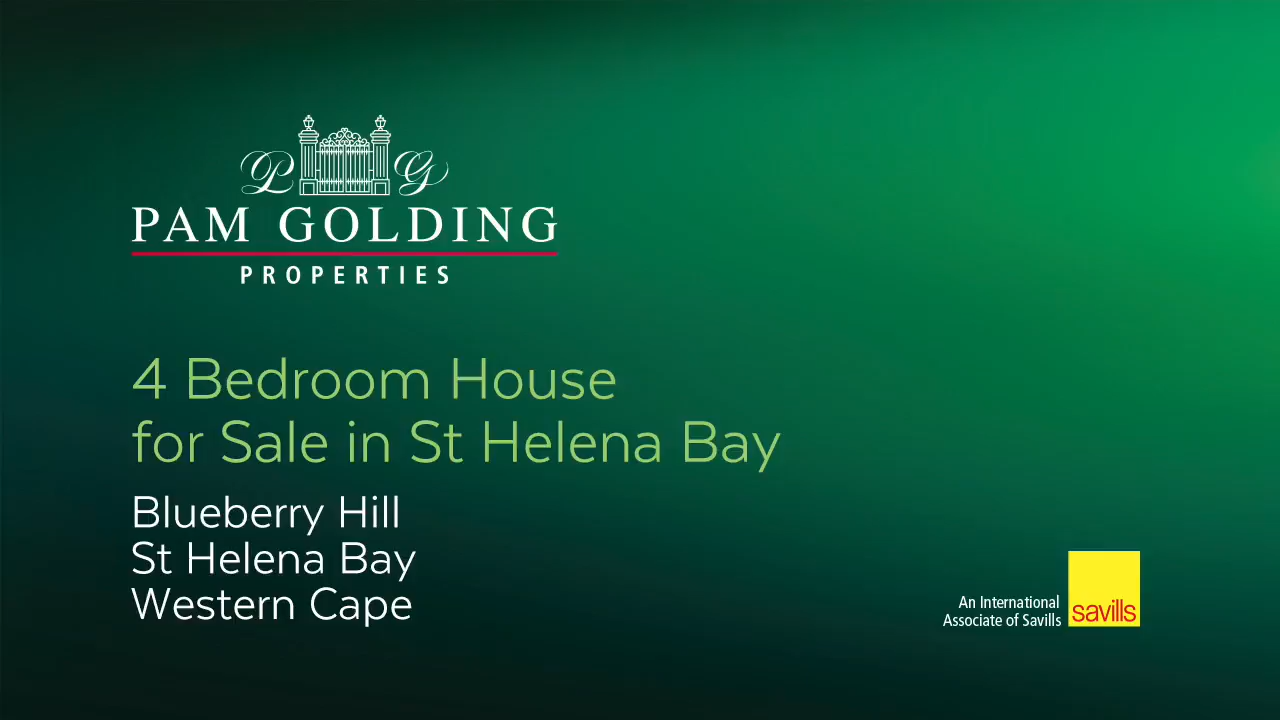 P G
PAM GOLDING
PROPERTIES
4 Bedroom House
for Sale in St Helena Bay
Blueberry Hill
St Helena Bay
Western Cape
An International
Associate of Savills
savills